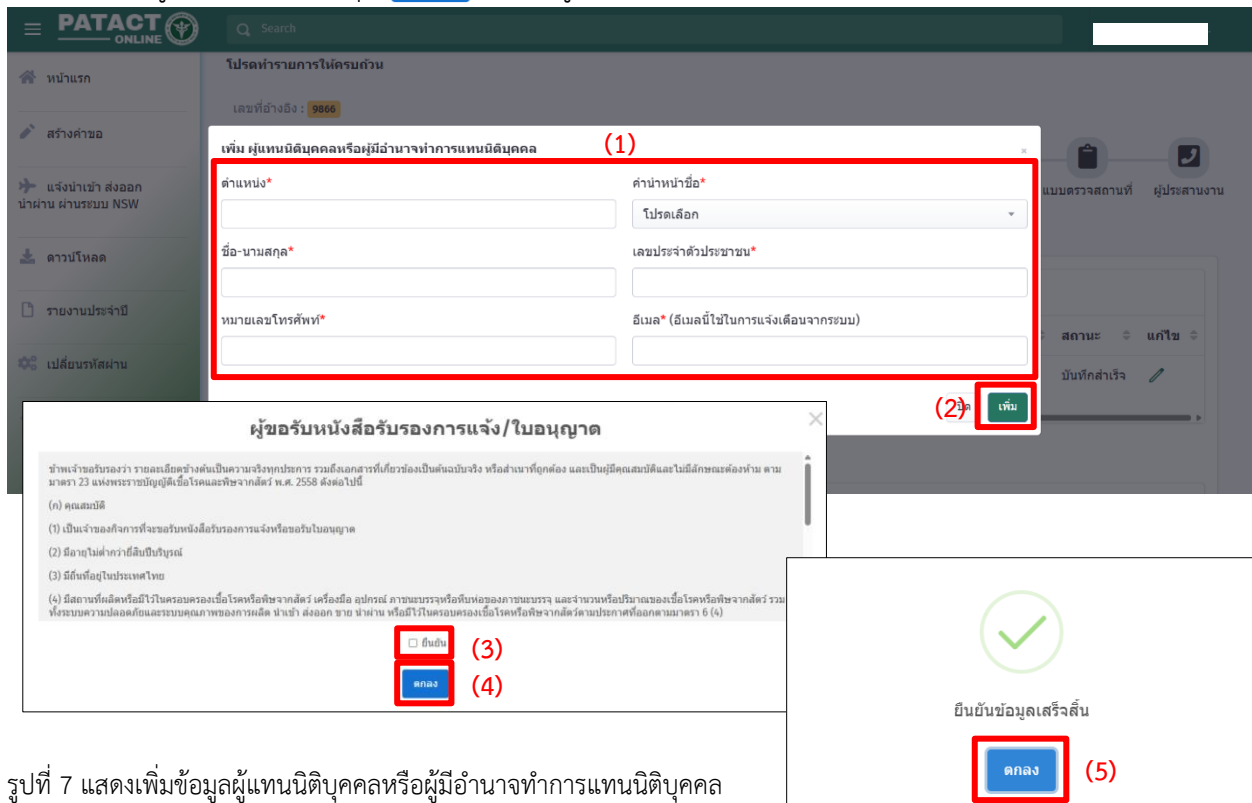 PATACT
ONLINE
Search
หน้าแรก
สร้างคำขอ
แจ้งนำเข้า ส่งออก
นำผ่าน ผ่านระบบ NSW
ดาวน์โหลด
รายงานประจำปี
เปลี่ยนรหัสผ่าน
โปรดทำรายการให้ครบถ้วน
เลขที่อ้างอิง : 9866
แบบตรวจสถานที่ ผู้ประสานงาน
สถานะ แก้ไข
บันทึกสำเร็จ
เพิ่ม ผู้แทนนิติบุคคลหรือผู้มีอำนาจทำการแทนนิติบุคคล (1)
ตำแหน่ง* คำนำหน้าชื่อ*
โปรดเลือก
ชื่อ-นามสกุล* เลขประจำตัวประชาชน*
หมายเลขโทรศัพท์* อีเมล* (อีเมลนี้ใช้ในการแจ้งเตือนจากระบบ)
(2) เพิ่ม
ผู้ขอรับหนังสือรับรองการแจ้ง/ใบอนุญาต
ข้าพเจ้าขอรับรองว่า รายละเอียดข้างต้นเป็นความจริงทุกประการ รวมถึงเอกสารที่เกี่ยวข้องเป็นต้นฉบับจริง หรือสำเนาที่ถูกต้อง และเป็นผู้มีคุณสมบัติและไม่มีลักษณะต้องห้าม ตาม
มาตรา 23 แห่งพระราชบัญญัติเชื้อโรคและพิษจากสัตว์ พ.ศ. 2558 ดังต่อไปนี้
(ก) คุณสมบัติ
(1) เป็นเจ้าของกิจการที่จะขอรับหนังสือรับรองการแจ้งหรือขอรับใบอนุญาต
(2) มีอายุไม่ต่ำกว่ายี่สิบปีบริบูรณ์
(3) มีถิ่นที่อยู่ในประเทศไทย
(4) มีสถานที่ผลิตหรือมีไว้ในครอบครองเชื้อโรคหรือพิษจากสัตว์ เครื่องมือ อุปกรณ์ ภาชนะบรรจุหรือหีบห่อของภาชนะบรรจุ และจำนวนหรือปริมาณของเชื้อโรคหรือพิษจากสัตว์ รวม
ทั้งระบบความปลอดภัยและระบบคุณภาพของการผลิต นำเข้า ส่งออก ขาย นำผ่าน หรือมีไว้ในครอบครองเชื้อโรคหรือพิษจากสัตว์ตามประกาศที่ออกตามมาตรา 6 (4)
ยืนยัน (3)
ตกลง (4)
ยืนยันข้อมูลเสร็จสิ้น
ตกลง (5)
รูปที่ 7 แสดงเพิ่มข้อมูลผู้แทนนิติบุคคลหรือผู้มีอำนาจทำการแทนนิติบุคคล